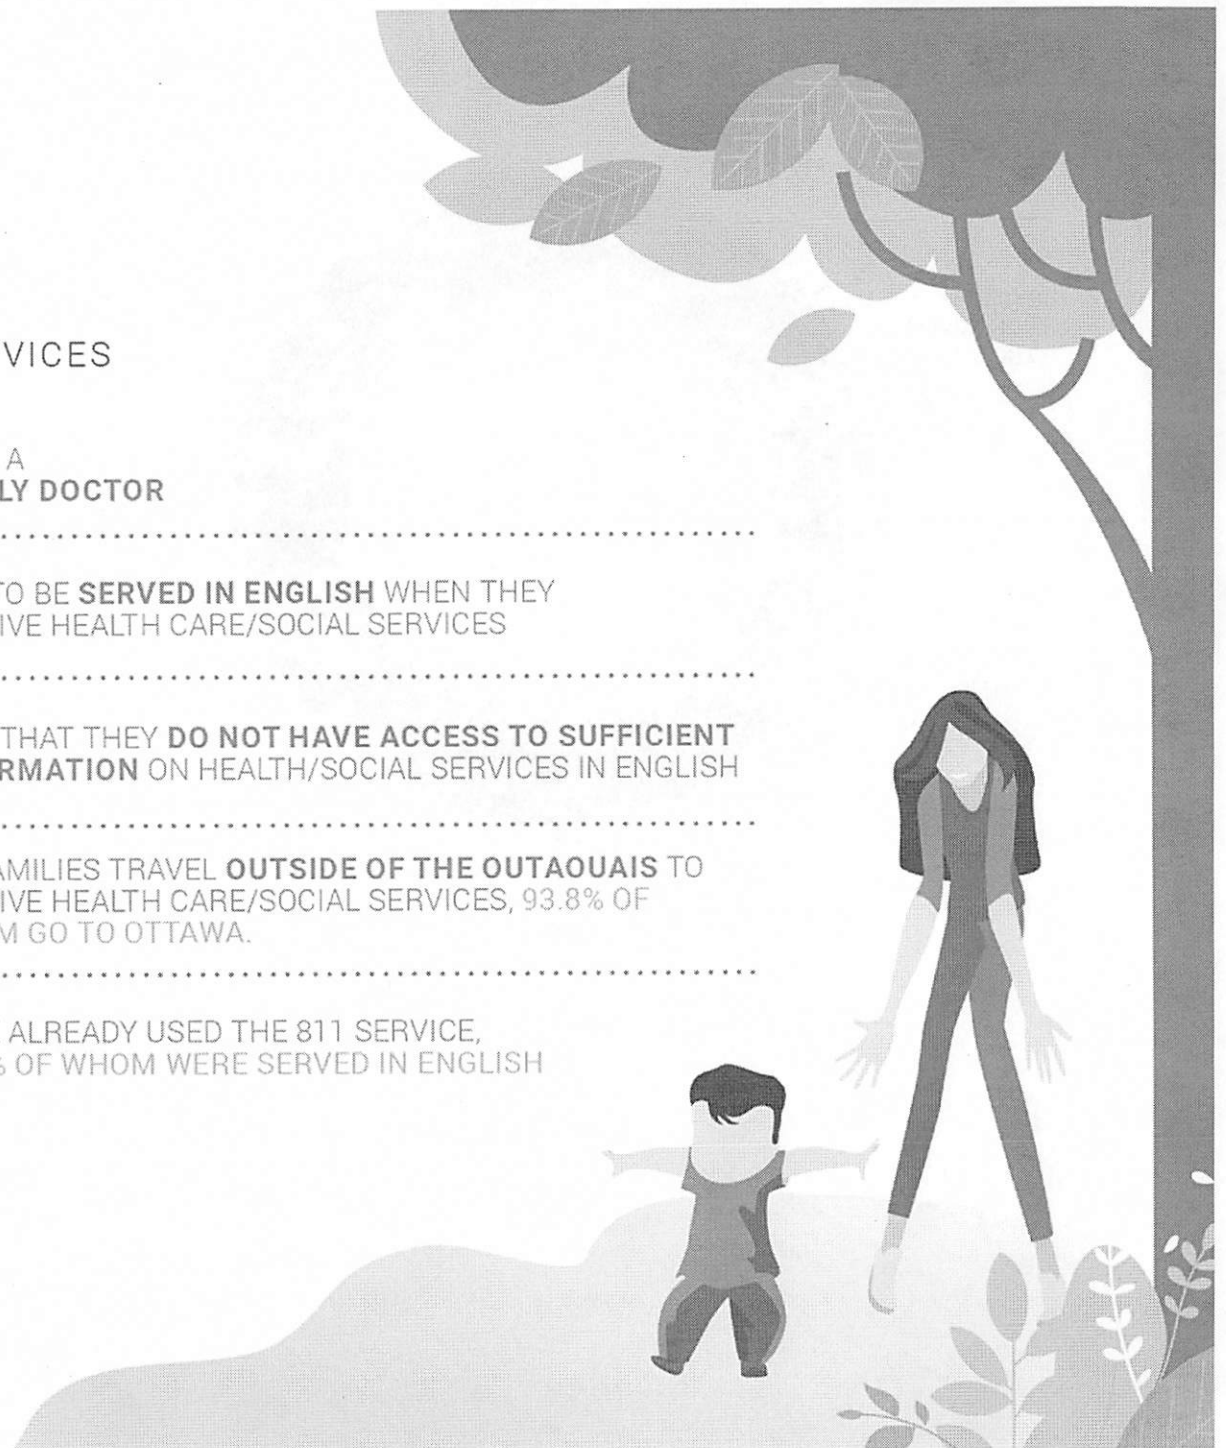 VICES
A
LY DOCTOR
TO BE SERVED IN ENGLISH WHEN THEY
IVE HEALTH CARE/SOCIAL SERVICES
THAT THEY DO NOT HAVE ACCESS TO SUFFICIENT
RMATION ON HEALTH/SOCIAL SERVICES IN ENGLISH
AMILIES TRAVEL OUTSIDE OF THE OUTAOUAIS TO
IVE HEALTH CARE/SOCIAL SERVICES, 93.8% OF
M GO TO OTTAWA.
ALREADY USED THE 811 SERVICE,
% OF WHOM WERE SERVED IN ENGLISH